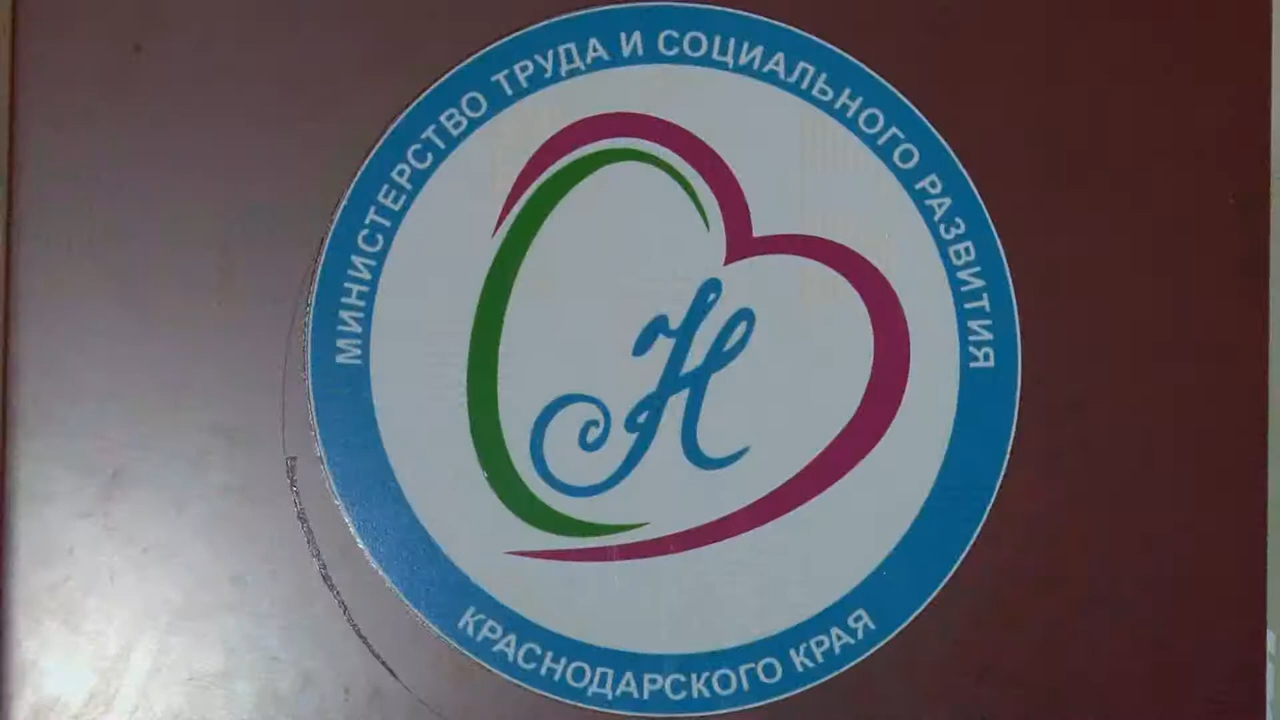 МИНИСТЕРСТВО ТРУДА И СОЦИАЛЬНОГО РАЗВИТИЯ
Н
КРАСНОДАРСКОГО КРАЯ